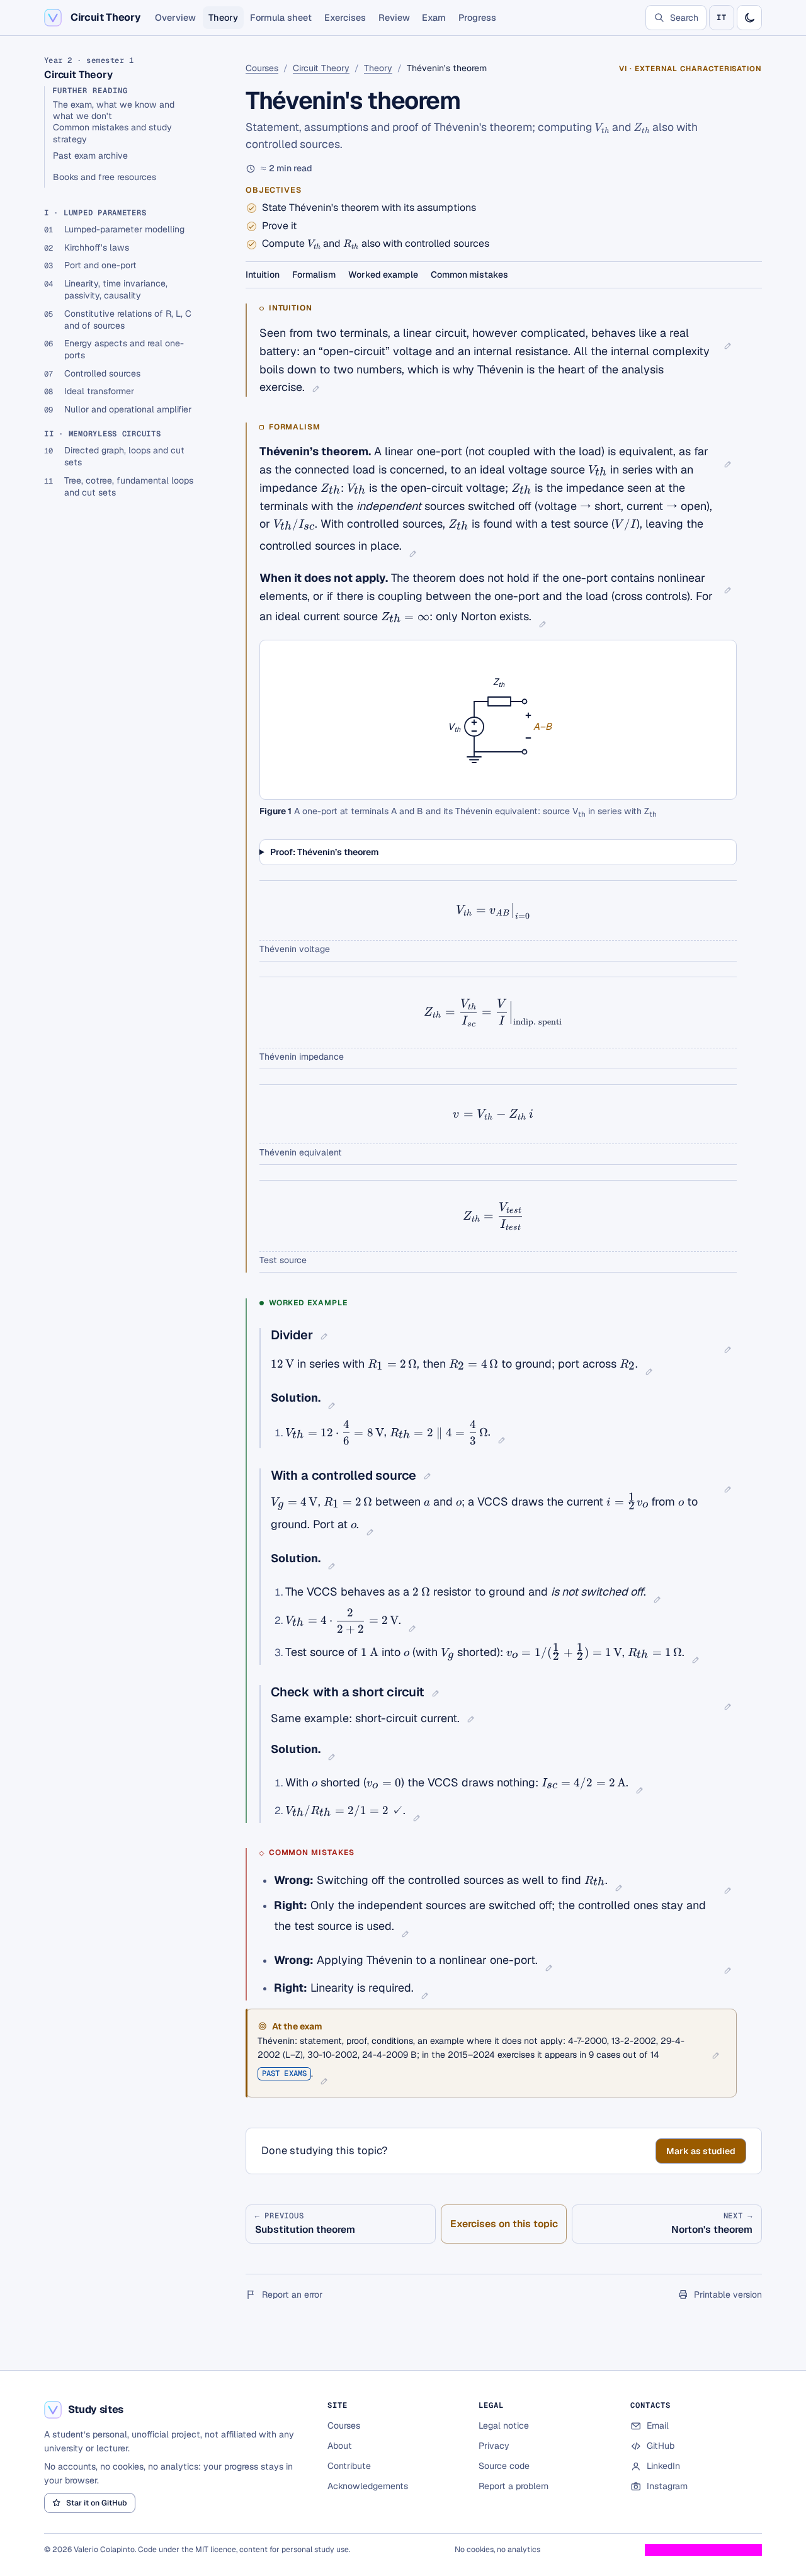 Circuit Theory Overview Theory Formula sheet Exercises Review Exam Progress Search IT
Year 2 · semester 1
Circuit Theory
FURTHER READING
The exam, what we know and
what we don't
Common mistakes and study
strategy
Past exam archive
Books and free resources
I · LUMPED PARAMETERS
01 Lumped-parameter modelling
02 Kirchhoff's laws
03 Port and one-port
04 Linearity, time invariance,
passivity, causality
05 Constitutive relations of R, L, C
and of sources
06 Energy aspects and real one-
ports
07 Controlled sources
08 Ideal transformer
09 Nullor and operational amplifier
II · MEMORYLESS CIRCUITS
10 Directed graph, loops and cut
sets
11 Tree, cotree, fundamental loops
and cut sets
Courses / Circuit Theory / Theory / Thévenin's theorem
VI · EXTERNAL CHARACTERISATION
Thévenin's theorem
Statement, assumptions and proof of Thévenin's theorem; computing V_th and Z_th also with
controlled sources.
≈ 2 min read
OBJECTIVES
State Thévenin's theorem with its assumptions
Prove it
Compute V_th and R_th also with controlled sources
Intuition Formalism Worked example Common mistakes
INTUITION
Seen from two terminals, a linear circuit, however complicated, behaves like a real
battery: an “open-circuit” voltage and an internal resistance. All the internal complexity
boils down to two numbers, which is why Thévenin is the heart of the analysis
exercise.
FORMALISM
Thévenin's theorem. A linear one-port (not coupled with the load) is equivalent, as far
as the connected load is concerned, to an ideal voltage source V_th in series with an
impedance Z_th: V_th is the open-circuit voltage; Z_th is the impedance seen at the
terminals with the independent sources switched off (voltage → short, current → open),
or V_th/I_sc. With controlled sources, Z_th is found with a test source (V/I), leaving the
controlled sources in place.
When it does not apply. The theorem does not hold if the one-port contains nonlinear
elements, or if there is coupling between the one-port and the load (cross controls). For
an ideal current source Z_th = ∞: only Norton exists.
Z_th
V_th
+
−
+
A–B
−
Figure 1 A one-port at terminals A and B and its Thévenin equivalent: source V_th in series with Z_th
Proof: Thévenin's theorem
V_th = v_AB |_{i=0}
Thévenin voltage
Z_th = V_th/I_sc = V/I |_{indip. spenti}
Thévenin impedance
v = V_th − Z_th i
Thévenin equivalent
Z_th = V_test/I_test
Test source
WORKED EXAMPLE
Divider
12 V in series with R_1 = 2 Ω, then R_2 = 4 Ω to ground; port across R_2.
Solution.
1. V_th = 12 · 4/6 = 8 V, R_th = 2 ∥ 4 = 4/3 Ω.
With a controlled source
V_g = 4 V, R_1 = 2 Ω between a and o; a VCCS draws the current i = 1/2 v_o from o to
ground. Port at o.
Solution.
1. The VCCS behaves as a 2 Ω resistor to ground and is not switched off.
2. V_th = 4 · 2/(2 + 2) = 2 V.
3. Test source of 1 A into o (with V_g shorted): v_o = 1/(1/2 + 1/2) = 1 V, R_th = 1 Ω.
Check with a short circuit
Same example: short-circuit current.
Solution.
1. With o shorted (v_o = 0) the VCCS draws nothing: I_sc = 4/2 = 2 A.
2. V_th/R_th = 2/1 = 2 ✓.
COMMON MISTAKES
• Wrong: Switching off the controlled sources as well to find R_th.
• Right: Only the independent sources are switched off; the controlled ones stay and
the test source is used.
• Wrong: Applying Thévenin to a nonlinear one-port.
• Right: Linearity is required.
At the exam
Thévenin: statement, proof, conditions, an example where it does not apply: 4-7-2000, 13-2-2002, 29-4-
2002 (L–Z), 30-10-2002, 24-4-2009 B; in the 2015–2024 exercises it appears in 9 cases out of 14
PAST EXAMS.
Done studying this topic?
Mark as studied
← PREVIOUS
Substitution theorem
Exercises on this topic
NEXT →
Norton's theorem
Report an error
Printable version
Study sites
A student's personal, unofficial project, not affiliated with any
university or lecturer.
No accounts, no cookies, no analytics: your progress stays in
your browser.
Star it on GitHub
SITE
Courses
About
Contribute
Acknowledgements
LEGAL
Legal notice
Privacy
Source code
Report a problem
CONTACTS
Email
GitHub
LinkedIn
Instagram
© 2026 Valerio Colapinto. Code under the MIT licence, content for personal study use.
No cookies, no analytics